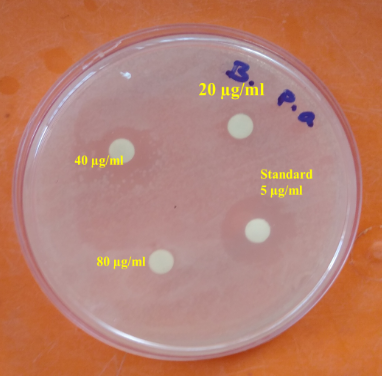 B.
P.a
20 µg/ml
40 µg/ml
Standard
5 µg/ml
80 µg/ml